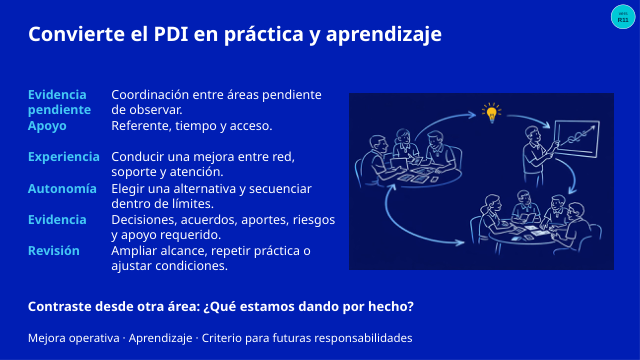 Convierte el PDI en práctica y aprendizaje
R11
Evidencia pendiente
Coordinación entre áreas pendiente
de observar.
Apoyo
Referente, tiempo y acceso.
Experiencia
Conducir una mejora entre red,
soporte y atención.
Autonomía
Elegir una alternativa y secuenciar
dentro de límites.
Evidencia
Decisiones, acuerdos, aportes, riesgos
y apoyo requerido.
Revisión
Ampliar alcance, repetir práctica o
ajustar condiciones.
Contraste desde otra área: ¿Qué estamos dando por hecho?
Mejora operativa · Aprendizaje · Criterio para futuras responsabilidades